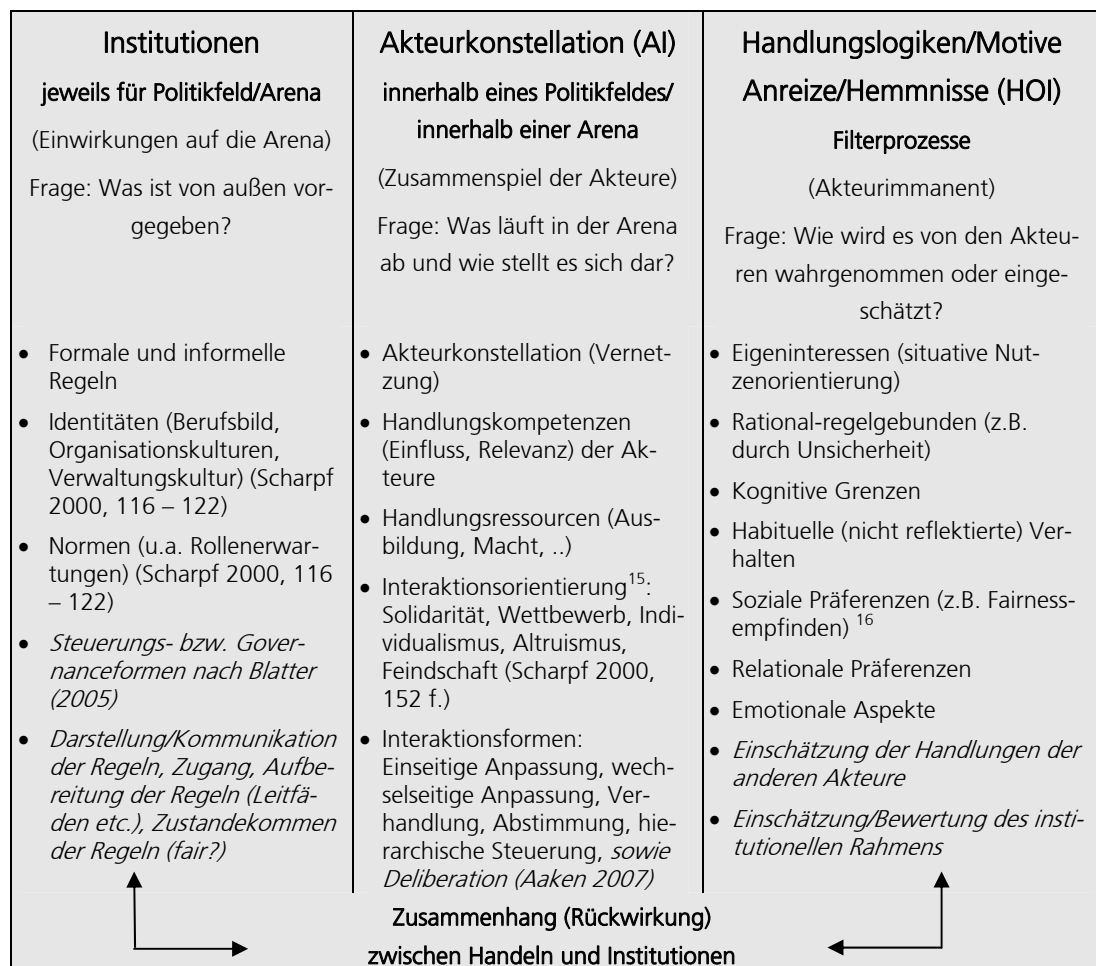 Institutionen
jeweils für Politikfeld/Arena
(Einwirkungen auf die Arena)
Frage: Was ist von außen vor-
gegeben?
• Formale und informelle
Regeln
• Identitäten (Berufsbild,
Organisationskulturen,
Verwaltungskultur) (Scharpf
2000, 116 – 122)
• Normen (u.a. Rollenerwar-
tungen) (Scharpf 2000, 116
– 122)
• Steuerungs- bzw. Gover-
nanceformen nach Blatter
(2005)
• Darstellung/Kommunikation
der Regeln, Zugang, Aufbe-
reitung der Regeln (Leitfä-
den etc.), Zustandekommen
der Regeln (fair?)
Akteurkonstellation (AI)
innerhalb eines Politikfeldes/
innerhalb einer Arena
(Zusammenspiel der Akteure)
Frage: Was läuft in der Arena
ab und wie stellt es sich dar?
• Akteurkonstellation (Vernet-
zung)
• Handlungskompetenzen
(Einfluss, Relevanz) der Ak-
teure
• Handlungsressourcen (Aus-
bildung, Macht, ..)
• Interaktionsorientierung15:
Solidarität, Wettbewerb, Indi-
vidualismus, Altruismus,
Feindschaft (Scharpf 2000,
152 f.)
• Interaktionsformen:
Einseitige Anpassung, wech-
selseitige Anpassung, Ver-
handlung, Abstimmung, hie-
rarchische Steuerung, sowie
Deliberation (Aaken 2007)
Handlungslogiken/Motive
Anreize/Hemmnisse (HOI)
Filterprozesse
(Akteurimmanent)
Frage: Wie wird es von den Akteu-
ren wahrgenommen oder einge-
schätzt?
• Eigeninteressen (situative Nut-
zenorientierung)
• Rational-regelgebunden (z.B.
durch Unsicherheit)
• Kognitive Grenzen
• Habituelle (nicht reflektierte) Ver-
halten
• Soziale Präferenzen (z.B. Fairness-
empfinden) 16
• Relationale Präferenzen
• Emotionale Aspekte
• Einschätzung der Handlungen der
anderen Akteure
• Einschätzung/Bewertung des insti-
tutionellen Rahmens
Zusammenhang (Rückwirkung)
zwischen Handeln und Institutionen